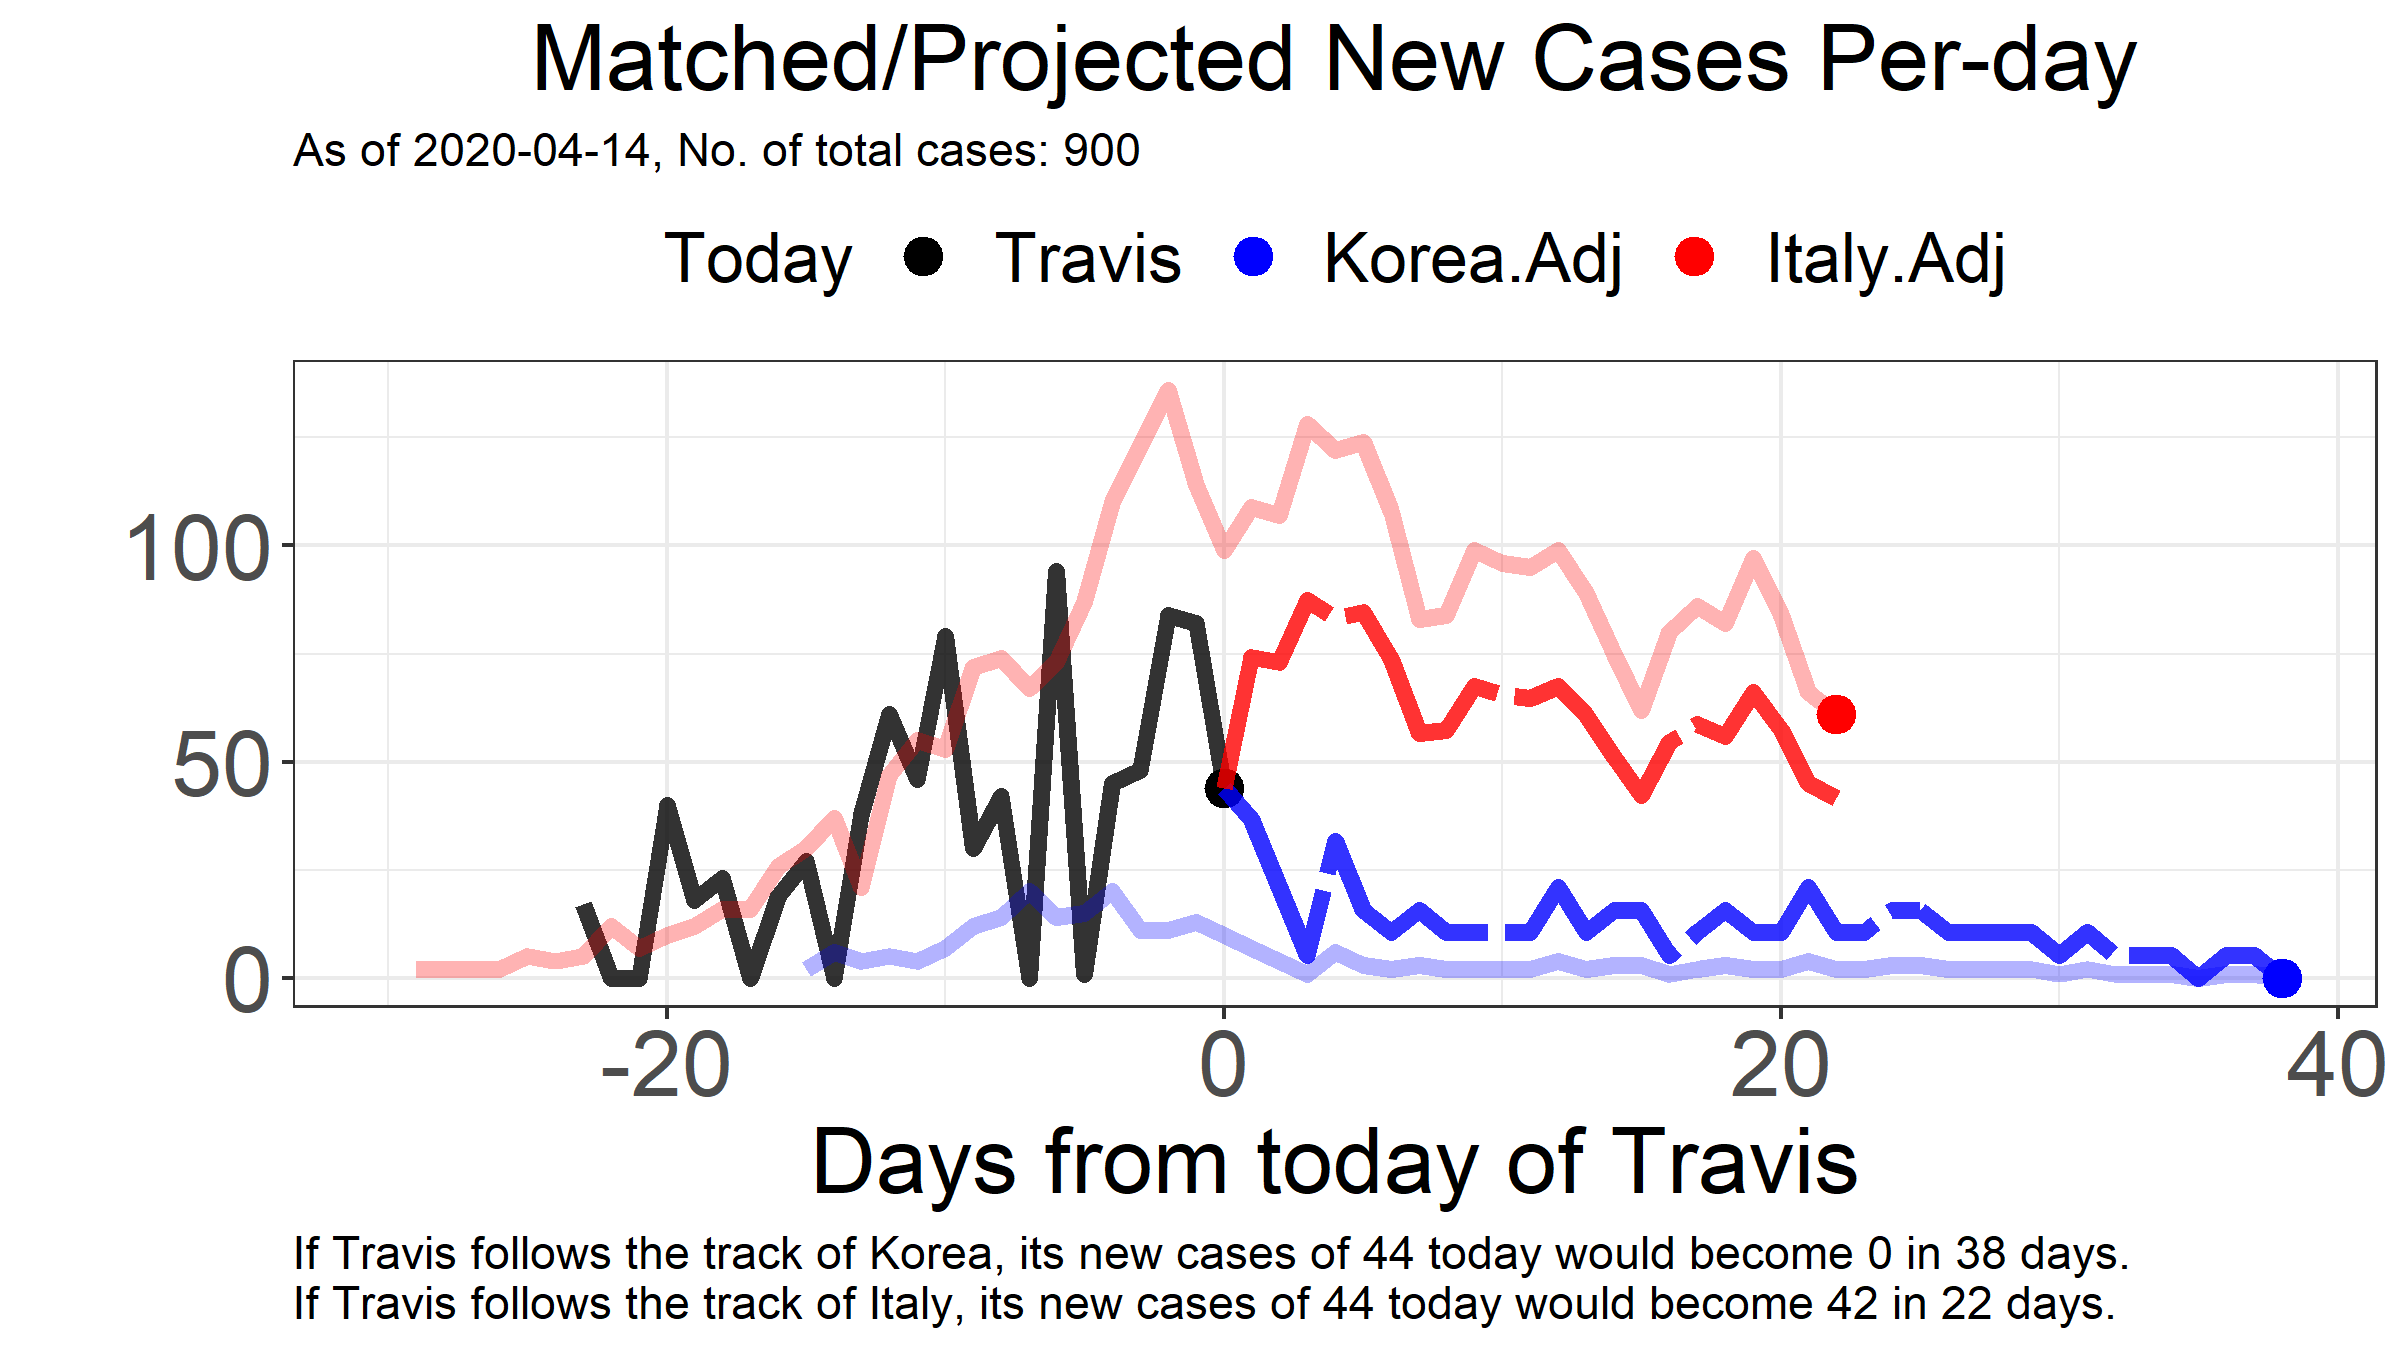 Matched/Projected New Cases Per-day
As of 2020-04-14, No. of total cases: 900
Today Travis Korea.Adj Italy.Adj
100
50
0
-20 0 20 40
Days from today of Travis
If Travis follows the track of Korea, its new cases of 44 today would become 0 in 38 days.
If Travis follows the track of Italy, its new cases of 44 today would become 42 in 22 days.